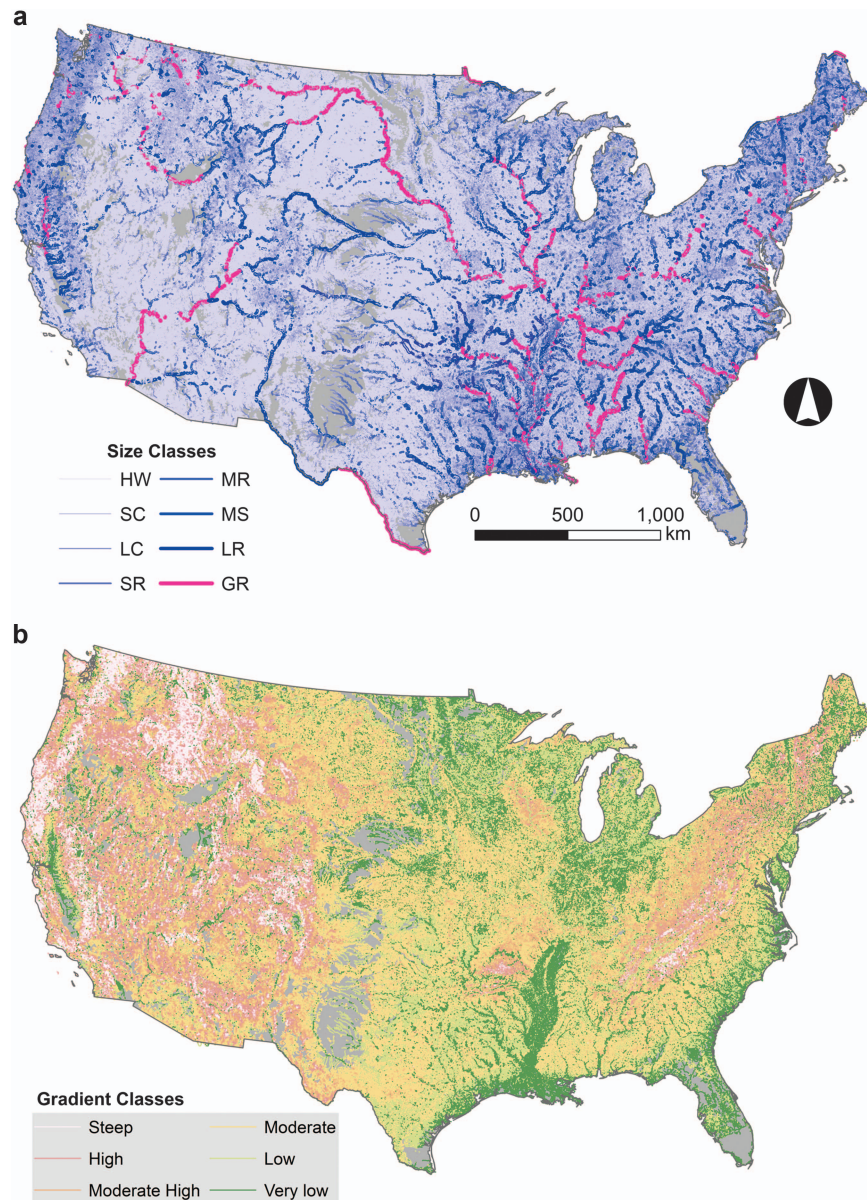 a
Size Classes
HW MR
SC MS
LC LR
SR GR
0 500 1,000
km
b
Gradient Classes
Steep Moderate
High Low
Moderate High Very low